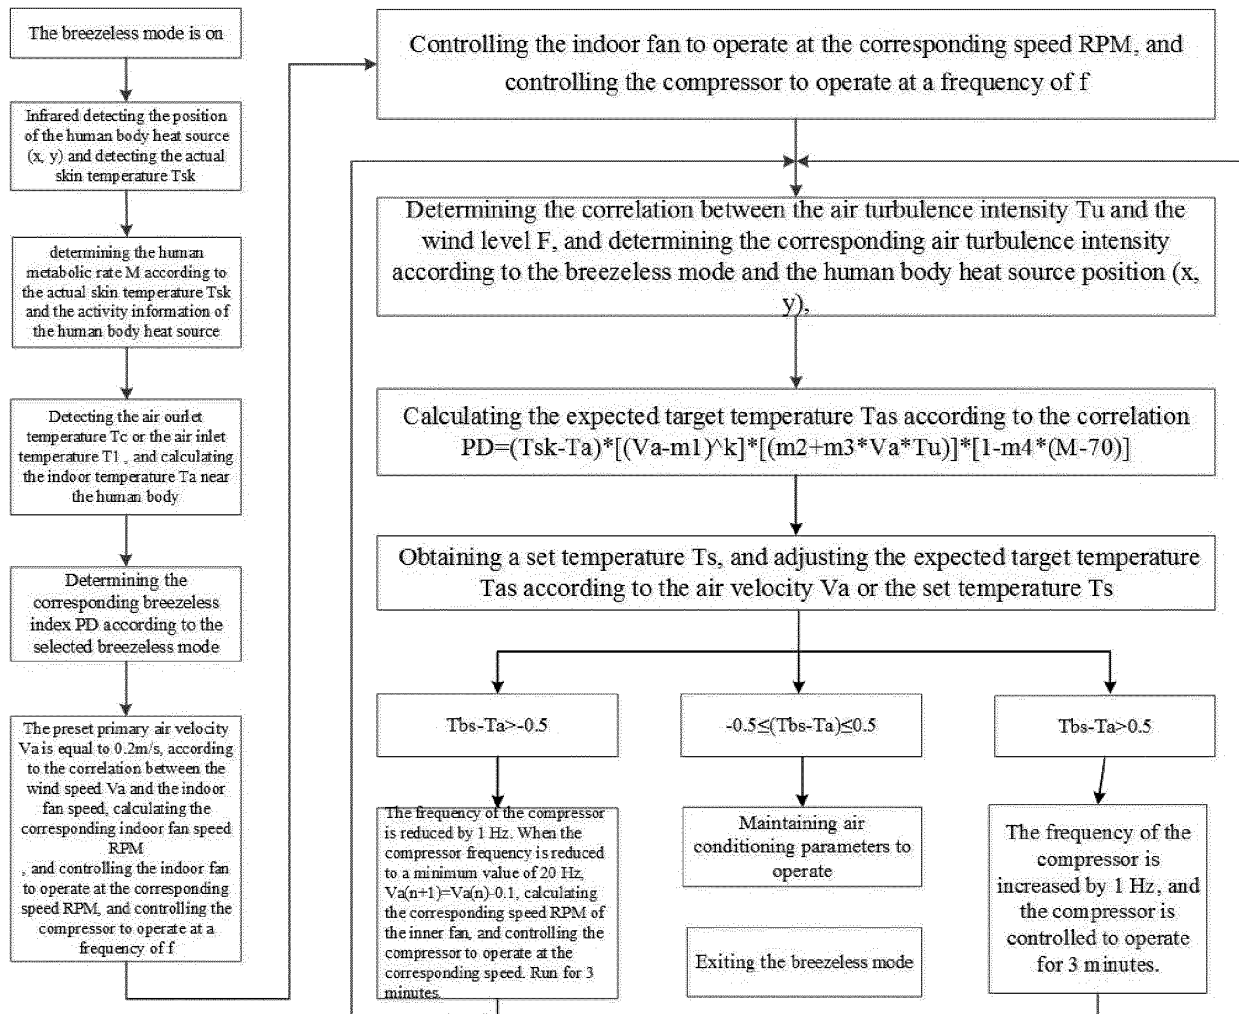 The breezeless mode is on
Infrared detecting the position
of the human body heat source
(x, y) and detecting the actual
skin temperature Tsk
determining the human
metabolic rate M according to
the actual skin temperature Tsk
and the activity information of
the human body heat source
Detecting the air ourlet
temperature Tc or the air inlet
temperature T1 , and calculating
the indoor temperature Ta near
the human body
Determining the
corresponding breezeless
index PD according to the
selected breezeless mode
The preset primary air velocity
Va is equal to 0.2m/s, according
to the correlation between the
wind speed Va and the indoor
fan speed, calculating the
corresponding indoor fan speed
RPM
, and controlling the indoor fan
to operate at the corresponding
speed RPM, and controlling the
compressor to operate at a
frequency of f
Controlling the indoor fan to operate at the corresponding speed RPM, and
controlling the compressor to operate at a frequency of f
Determining the correlation between the air turbulence intensity Tu and the
wind level F, and determining the corresponding air turbulence intensity
according to the breezeless mode and the human body heat source position (x,
y),
Calculating the expected target temperature Tas according to the correlation
PD=(Tsk-Ta)*[(Va-m1)^k]*[(m2+m3*Va*Tu)]*[1-m4*(M-70)]
Obtaining a set temperature Ts, and adjusting the expected target temperature
Tas according to the air velocity Va or the set temperature Ts
Tbs-Ta>-0.5
The frequency of the compressor
is reduced by 1 Hz. When the
compressor frequency is reduced
to a minimum value of 20 Hz,
Va(n+1)=Va(n)-0.1, calculating
the corresponding speed RPM of
the inner fan, and controlling the
compressor to operate at the
corresponding speed. Run for 3
minutes.
-0.5≤(Tbs-Ta)≤0.5
Maintaining air
conditioning parameters to
operate
Exiting the breezeless mode
Tbs-Ta>0.5
The frequency of the
compressor is
increased by 1 Hz, and
the compressor is
controlled to operate
for 3 minutes.